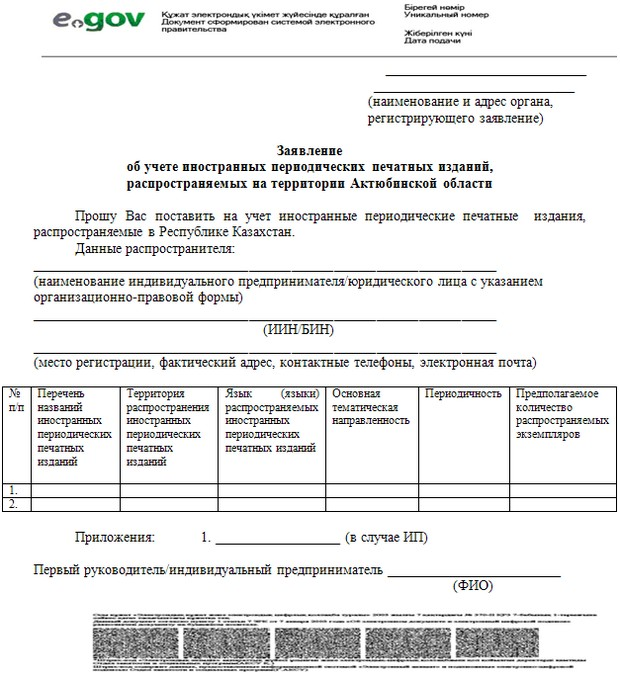 e.gov
Құжат электрондық үкімет жүйесінде құралған
Документ сформирован системой электронного
правительства
Бірегей нөмір
Уникальный номер
Жіберілген күні
Дата подачи
(наименование и адрес органа,
регистрирующего заявление)
Заявление
об учете иностранных периодических печатных изданий,
распространяемых на территории Актюбинской области
Прошу Вас поставить на учет иностранные периодические печатные издания,
распространяемые в Республике Казахстан.
Данные распространителя:
(наименование индивидуального предпринимателя/юридического лица с указанием
организационно-правовой формы)
(ИИН/БИН)
(место регистрации, фактический адрес, контактные телефоны, электронная почта)
№
п/п
Перечень
названий
иностранных
периодических
печатных
изданий
Территория
распространения
иностранных
периодических
печатных
изданий
Язык (языки)
распространяемых
иностранных
периодических
печатных изданий
Основная
тематическая
направленность
Периодичность
Предполагаемое
количество
распространяемых
экземпляров
1.
2.
Приложения: 1. ____________________ (в случае ИП)
Первый руководитель/индивидуальный предприниматель ____________________________
(ФИО)